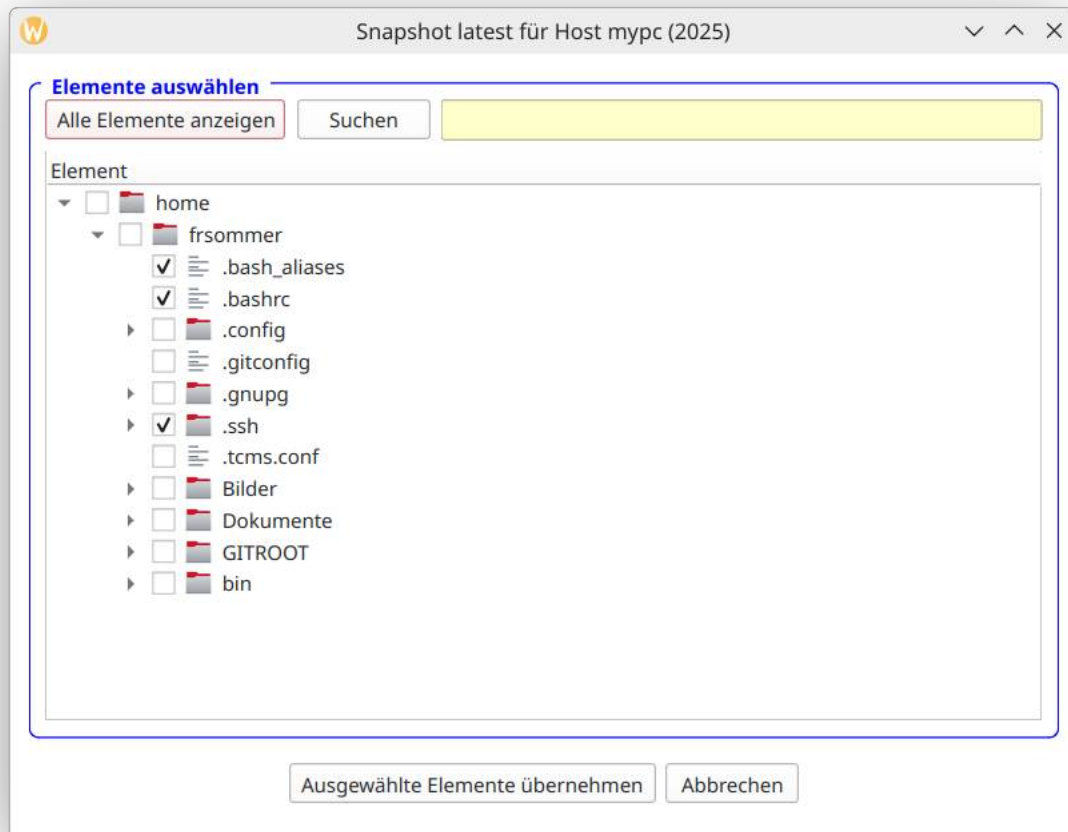 Snapshot latest für Host mypc (2025)
Elemente auswählen
Alle Elemente anzeigen Suchen
Element
home
frsommer
.bash_aliases
.bashrc
.config
.gitconfig
.gnupg
.ssh
.tcms.conf
Bilder
Dokumente
GITROOT
bin
Ausgewählte Elemente übernehmen Abbrechen